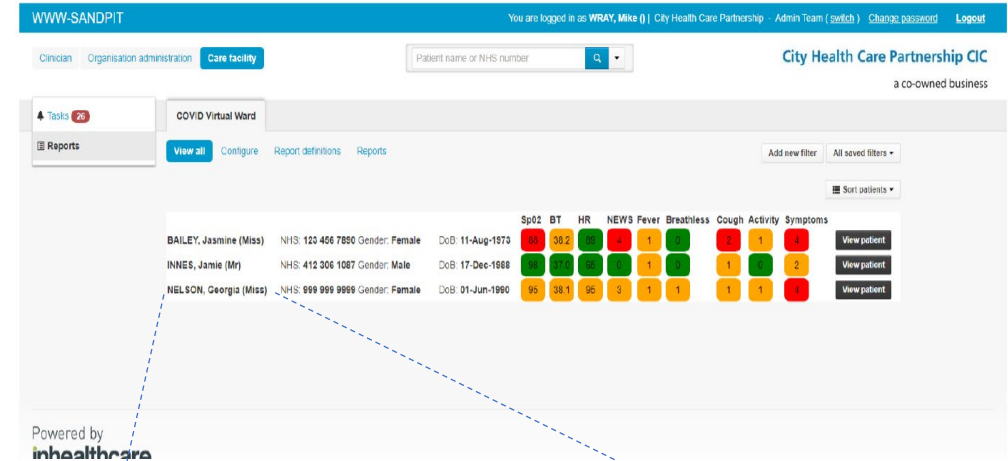 WWW-SANDPIT
You are logged in as WRAY, Mike () | City Health Care Partnership - Admin Team ( switch ) Change password Logout
Clinician Organisation administration Care facility
Patient name or NHS number
City Health Care Partnership CIC
a co-owned business
Tasks 26
COVID Virtual Ward
Reports
View all Configure Report definitions Reports
Add new filter All saved filters
Sort patients
Sp02 BT HR NEWS Fever Breathless Cough Activity Symptoms
BAILEY, Jasmine (Miss) NHS: 123 456 7890 Gender: Female DoB: 11-Aug-1973 38.2 4 1 0 2 1 4 View patient
INNES, Jamie (Mr) NHS: 412 306 1087 Gender: Male DoB: 17-Dec-1988 98 37.0 65 0 1 0 1 0 2 View patient
NELSON, Georgia (Miss) NHS: 999 999 9999 Gender: Female DoB: 01-Jun-1990 95 38.1 95 3 1 1 1 1 4 View patient
Powered by
inhealthcare